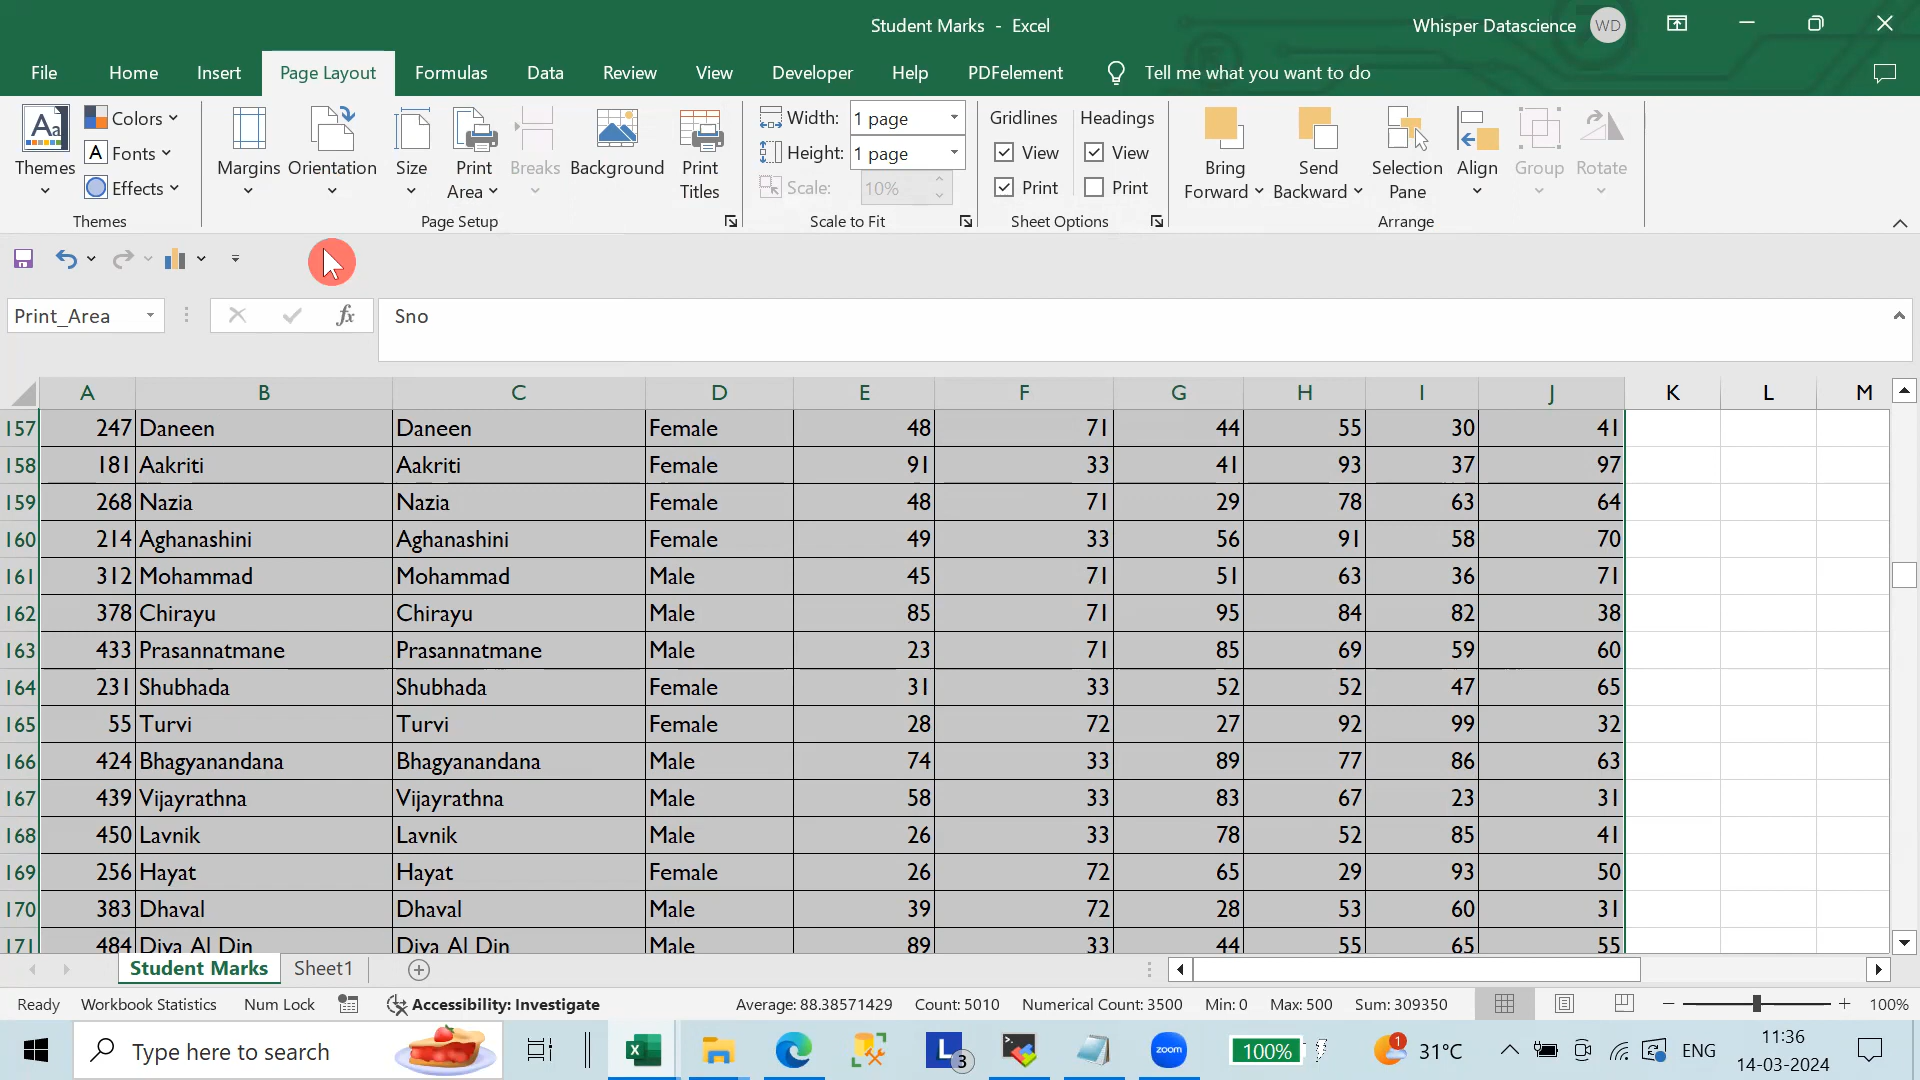 Student Marks - Excel
Whisper Datascience WD
File Home Insert Page Layout Formulas Data Review View Developer Help PDFelement Tell me what you want to do
Aa
Themes
Colors
A Fonts
Effects
Themes
Margins
Orientation
Size
Print
Area
Breaks
Background
Print
Titles
Page Setup
Width: 1 page
Height: 1 page
Scale: 10%
Scale to Fit
Gridlines
View
Print
Headings
View
Print
Sheet Options
Bring
Forward
Send
Backward
Selection
Pane
Align
Group
Rotate
Arrange
Print_Area fx Sno
A B C D E F G H I J K L M
157 247 Daneen Daneen Female 48 71 44 55 30 41
158 181 Aakriti Aakriti Female 91 33 41 93 37 97
159 268 Nazia Nazia Female 48 71 29 78 63 64
160 214 Aghanashini Aghanashini Female 49 33 56 91 58 70
161 312 Mohammad Mohammad Male 45 71 51 63 36 71
162 378 Chirayu Chirayu Male 85 71 95 84 82 38
163 433 Prasannatmane Prasannatmane Male 23 71 85 69 59 60
164 231 Shubhada Shubhada Female 31 33 52 52 47 65
165 55 Turvi Turvi Female 28 72 27 92 99 32
166 424 Bhagyanandana Bhagyanandana Male 74 33 89 77 86 63
167 439 Vijayrathna Vijayrathna Male 58 33 83 67 23 31
168 450 Lavnik Lavnik Male 26 33 78 52 85 41
169 256 Hayat Hayat Female 26 72 65 29 93 50
170 383 Dhaval Dhaval Male 39 72 28 53 60 31
171 484 Diya Al Din Diya Al Din Male 89 33 44 55 65 55
Student Marks Sheet1
Ready Workbook Statistics Num Lock Accessibility: Investigate Average: 88.38571429 Count: 5010 Numerical Count: 3500 Min: 0 Max: 500 Sum: 309350 100%
Type here to search
L 3
zoom
100%
1
31°C
ENG
11:36
14-03-2024